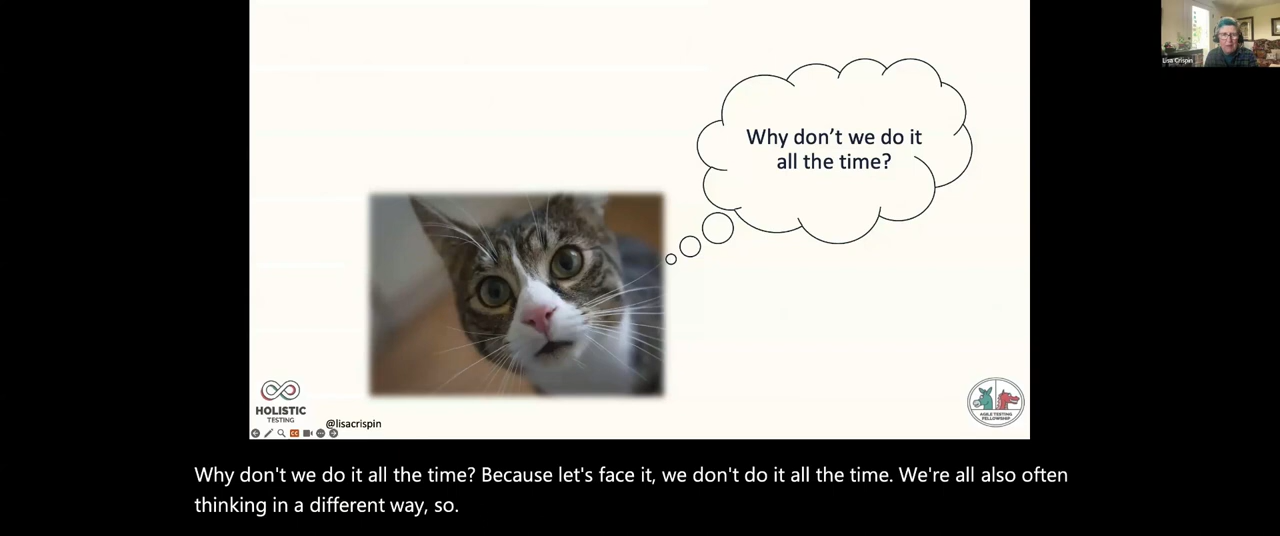 Lisa Crispin
Why don't we do it
all the time?
HOLISTIC
TESTING
@lisacrispin
AGILE TESTING
FELLOWSHIP
Why don't we do it all the time? Because let's face it, we don't do it all the time. We're all also often
thinking in a different way, so.